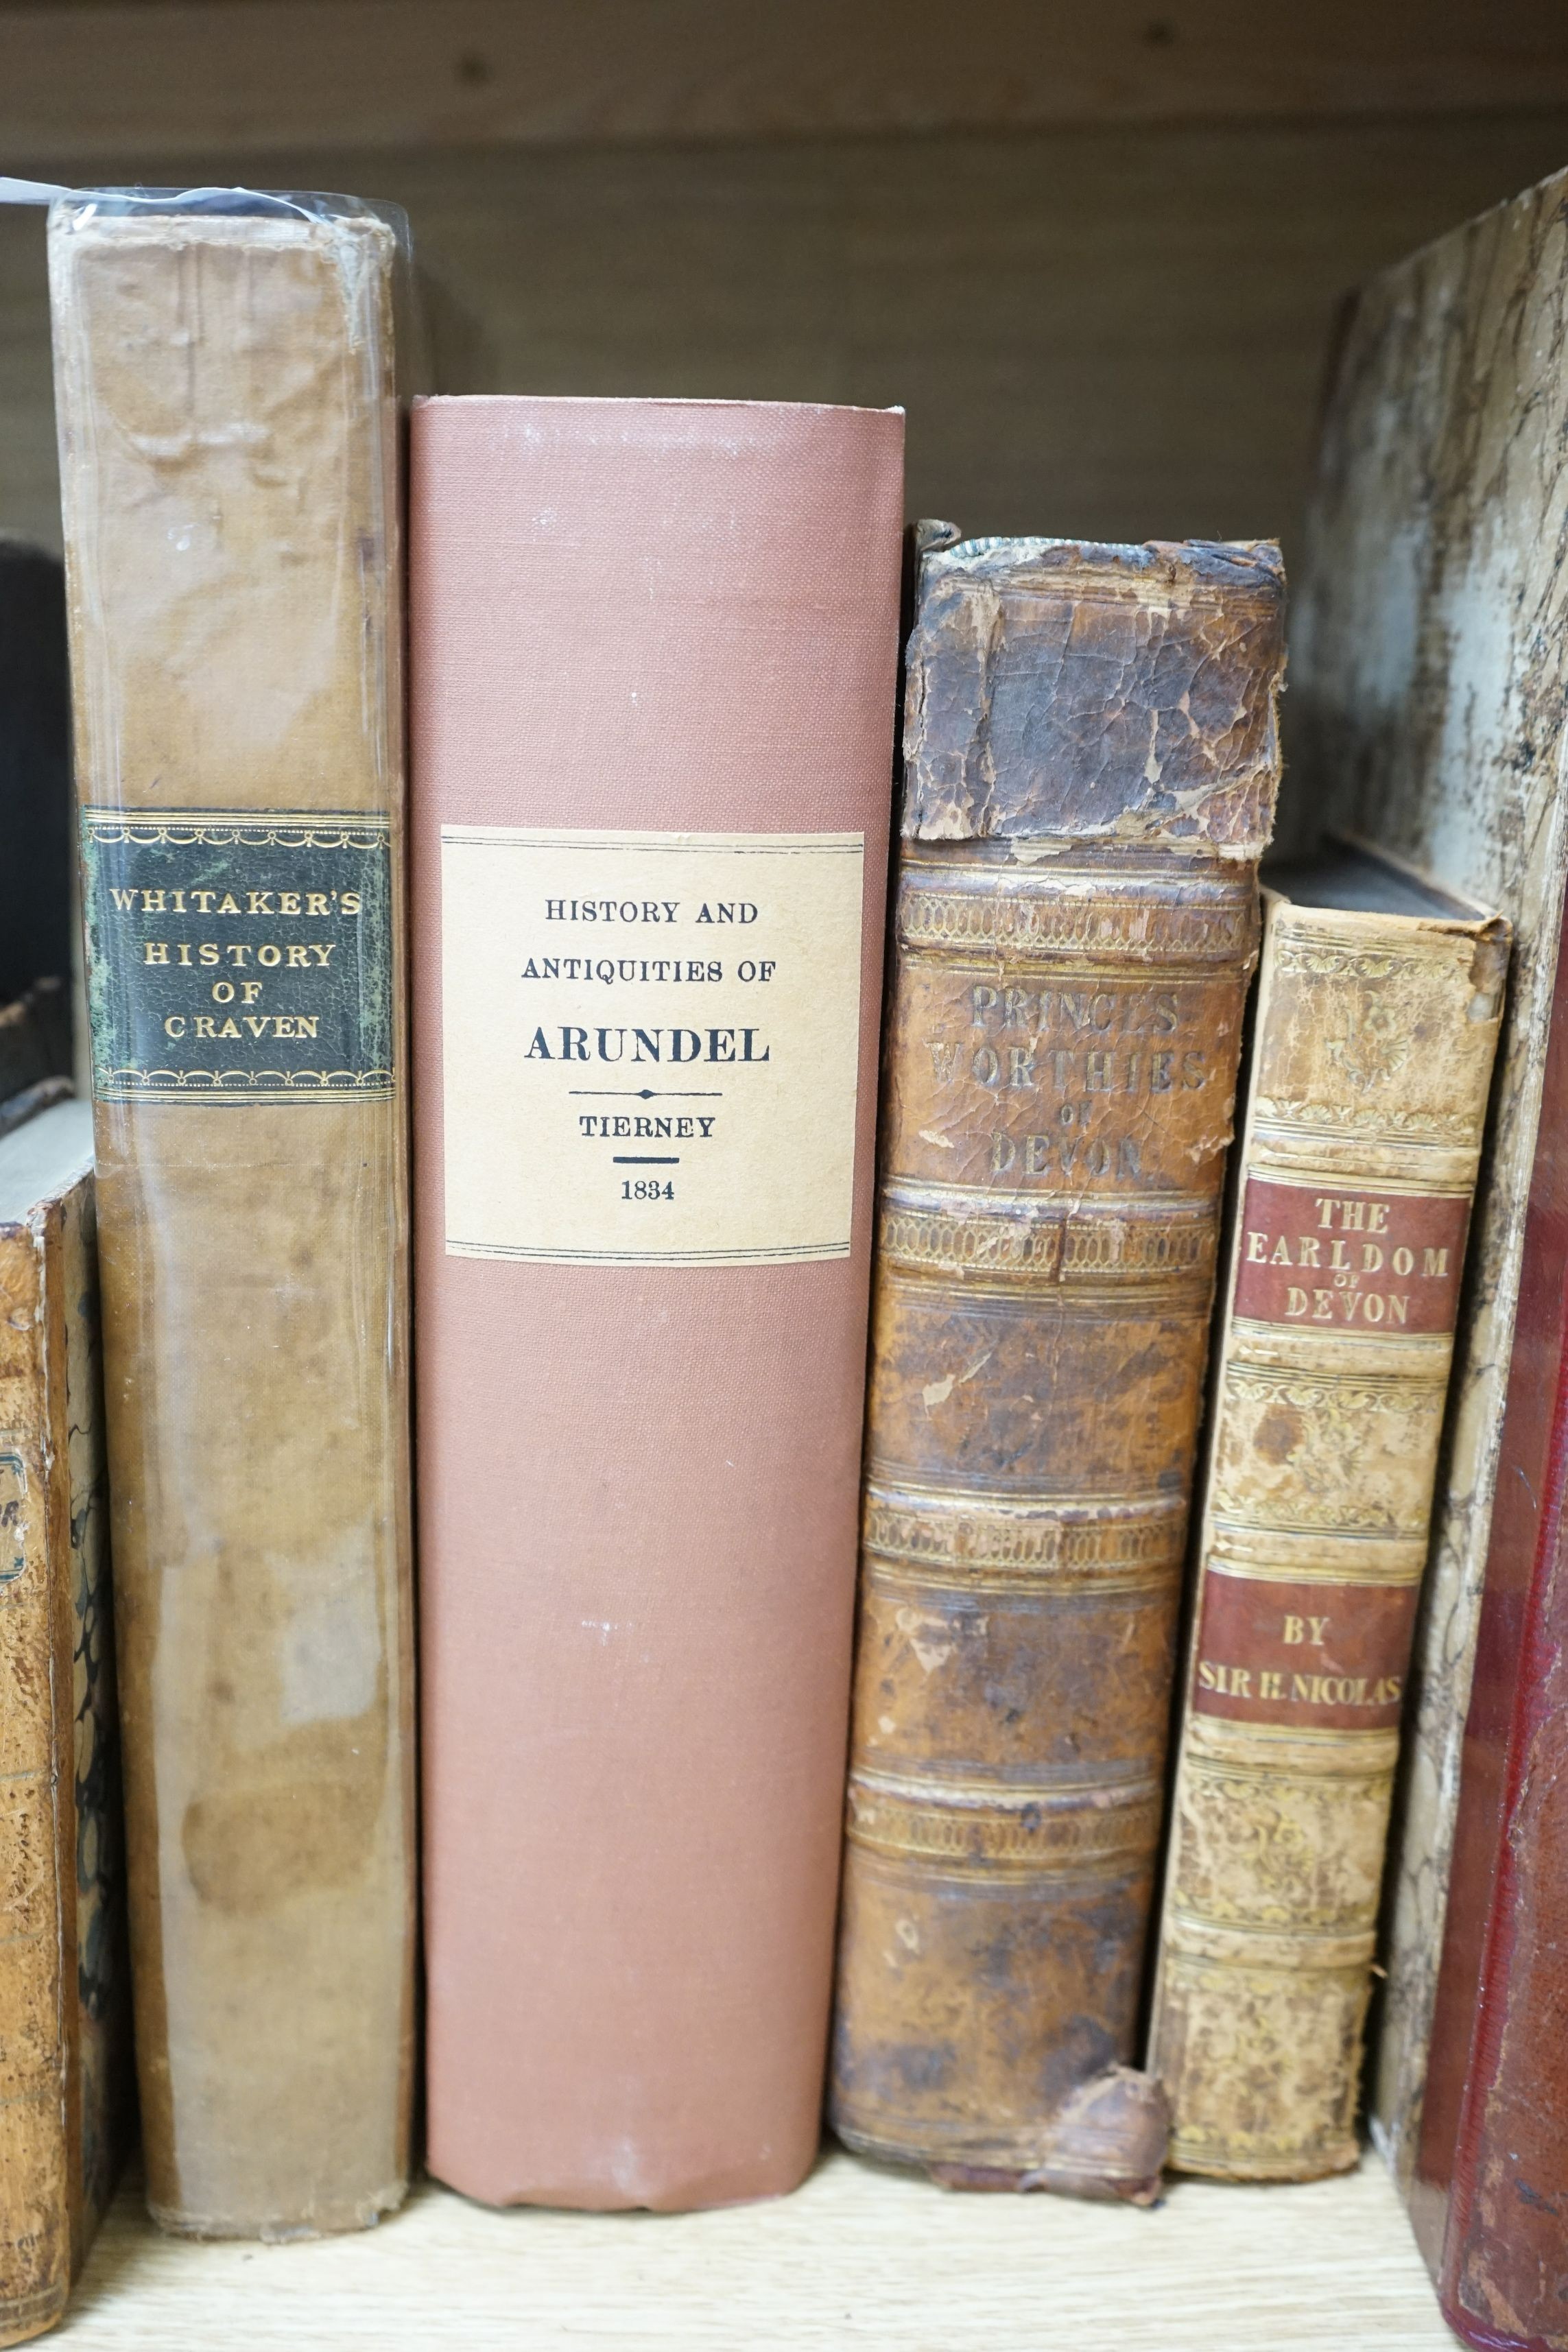 WHITAKER'S
HISTORY
OF
CRAVEN
HISTORY AND
ANTIQUITIES OF
ARUNDEL
TIERNEY
1834
PRINCES
WORTHIES
OF
DEVON
THE
EARLDOM
OF
DEVON
BY
SIR H. NICOLAS